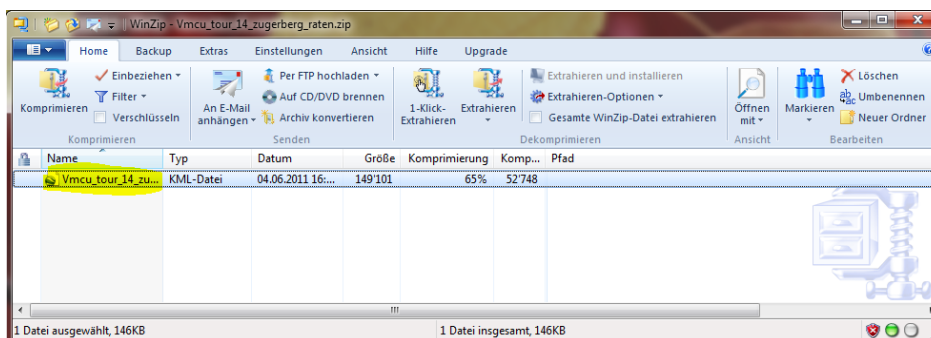 WinZip - Vmcu_tour_14_zugerberg_raten.zip
Home Backup Extras Einstellungen Ansicht Hilfe Upgrade
Komprimieren
Einbeziehen
Filter
Verschlüsseln
Komprimieren
An E-Mail anhängen
Per FTP hochladen
Auf CD/DVD brennen
Archiv konvertieren
Senden
1-Klick-Extrahieren
Extrahieren
Extrahieren und installieren
Extrahieren-Optionen
Gesamte WinZip-Datei extrahieren
Dekomprimieren
Öffnen mit
Ansicht
Markieren
Löschen
Umbenennen
Neuer Ordner
Bearbeiten
Name Typ Datum Größe Komprimierung Komp... Pfad
Vmcu_tour_14_zu... KML-Datei 04.06.2011 16:... 149'101 65% 52'748
1 Datei ausgewählt, 146KB 1 Datei insgesamt, 146KB